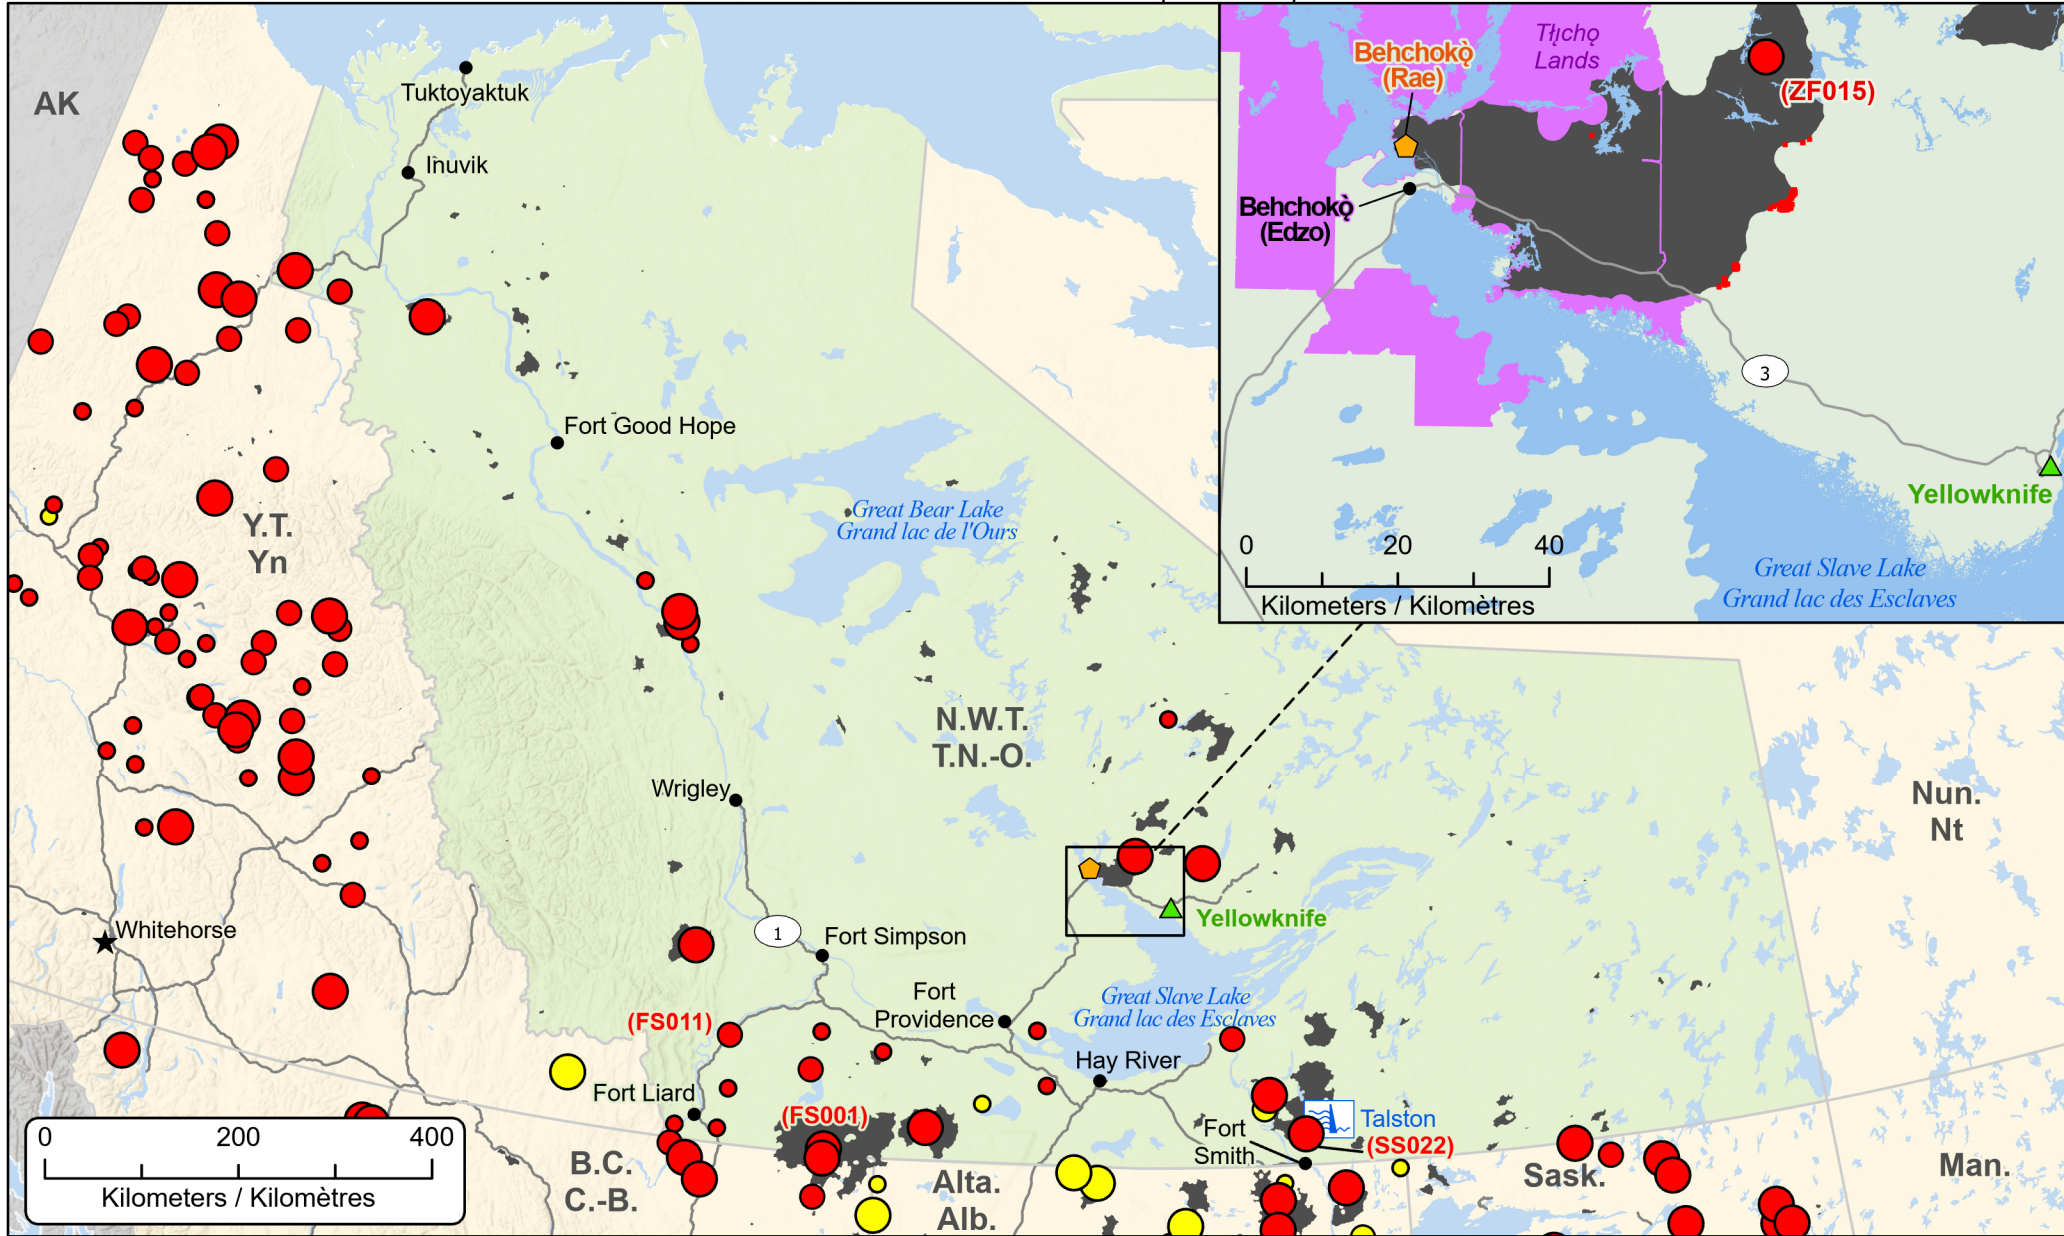 AK
Tuktoyaktuk
Inuvik
Fort Good Hope
Great Bear Lake
Grand lac de l'Ours
Y.T.
Yn
N.W.T.
T.N.-O.
Wrigley
Nun.
Nt
Whitehorse
1
Fort Simpson
Yellowknife
(FS011)
Fort
Providence
Great Slave Lake
Grand lac des Esclaves
Hay River
Fort Liard
(FS001)
Talston
(SS022)
Fort
Smith
B.C.
C.-B.
Alta.
Alb.
Sask.
Man.
0 200 400
Kilometers / Kilomètres
Behchokǫ̀
(Rae)
Tłı̨chǫ
Lands
(ZF015)
Behchokǫ̀
(Edzo)
3
Yellowknife
0 20 40
Kilometers / Kilomètres
Great Slave Lake
Grand lac des Esclaves